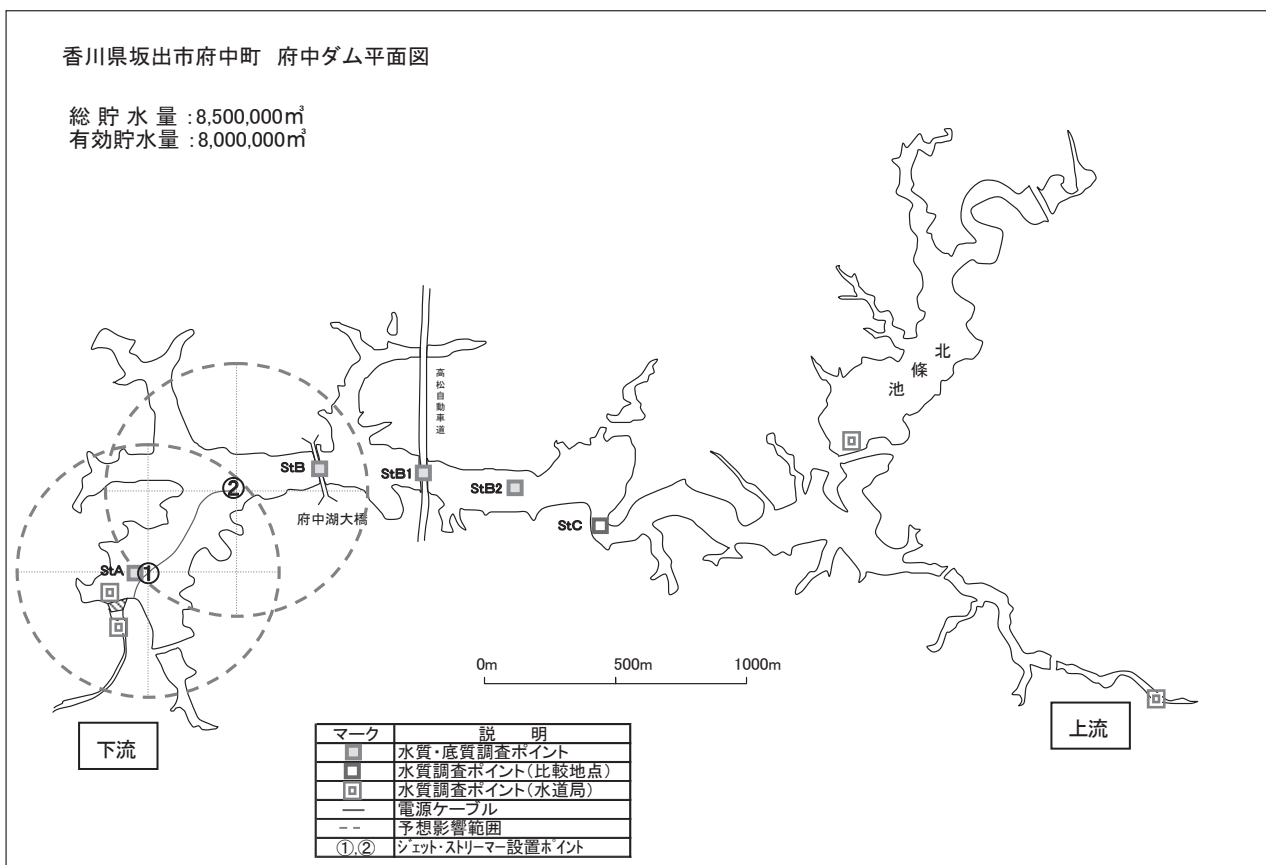 香川県坂出市府中町 府中ダム平面図
総貯水量:8,500,000㎥
有効貯水量:8,000,000㎥
北條池
高松自動車道
StB
StB1
StB2
②
府中湖大橋
StC
StA
①
0m 500m 1000m
下流
上流
マーク 説 明
水質・底質調査ポイント
水質調査ポイント(比較地点)
水質調査ポイント(水道局)
電源ケーブル
予想影響範囲
①,② ジェット・ストリーマー設置ポイント